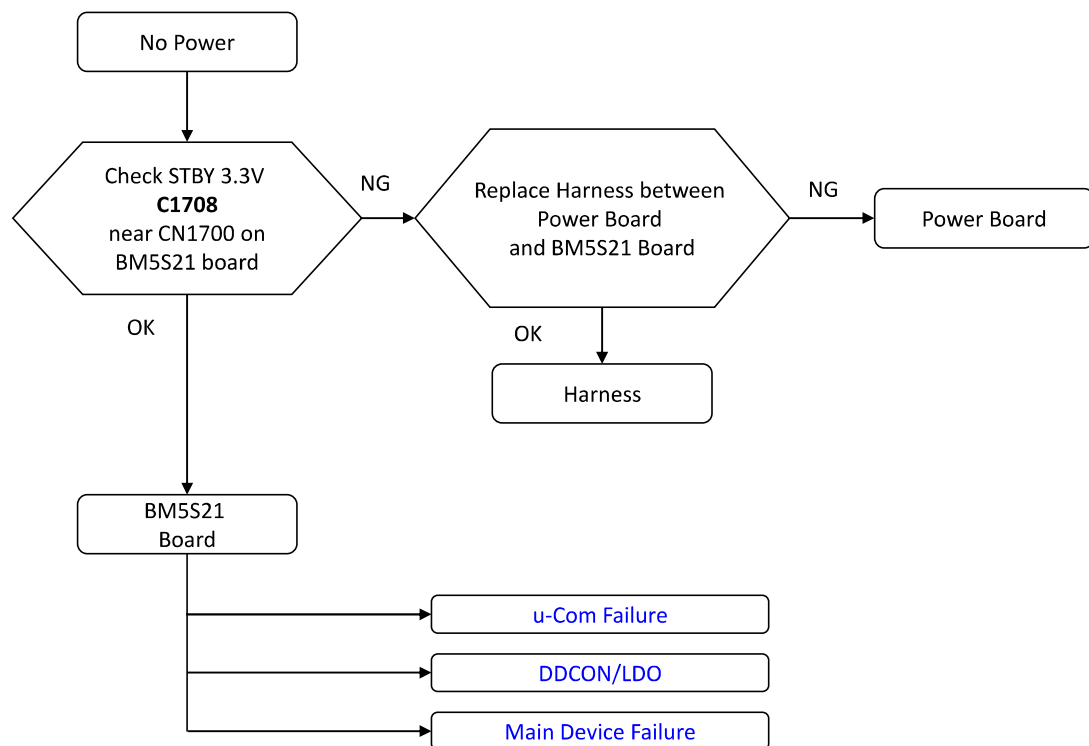 No Power
Check STBY 3.3V
C1708
near CN1700 on
BM5S21 board
NG
Replace Harness between
Power Board
and BM5S21 Board
NG
Power Board
OK
OK
Harness
BM5S21
Board
u-Com Failure
DDCON/LDO
Main Device Failure